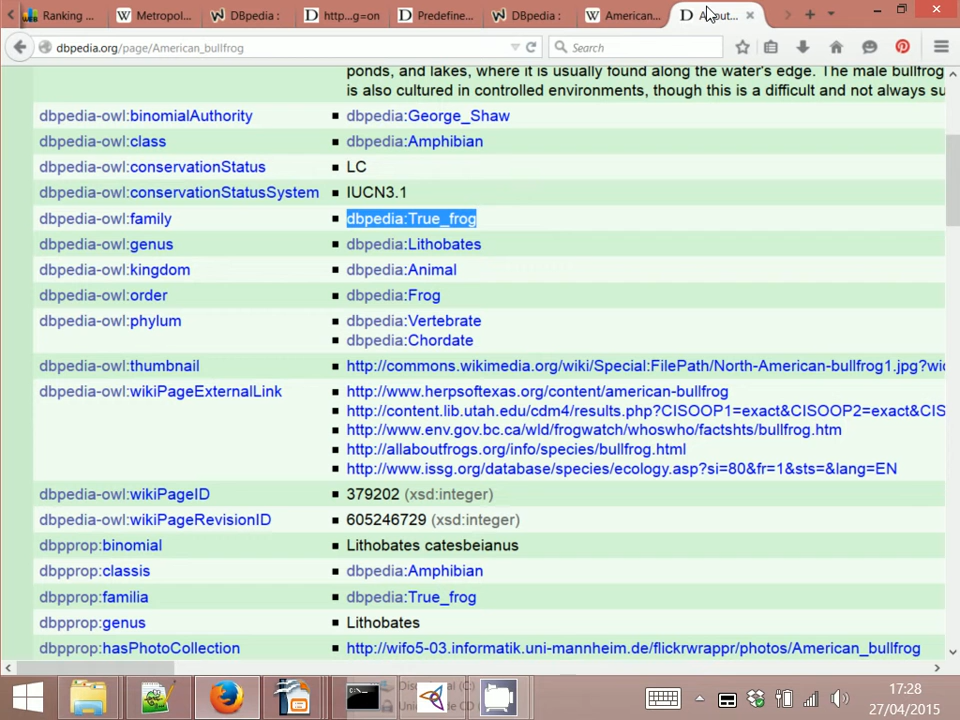 Ranking ...
Metropol...
DBpedia :
http...g=on
Predefine...
DBpedia :
American...
dbpedia.org/page/American_bullfrog
Search
ponds, and lakes, where it is usually found along the water's edge. The male bullfrog
is also cultured in controlled environments, though this is a difficult and not always su
dbpedia-owl:binomialAuthority
dbpedia:George_Shaw
dbpedia-owl:class
dbpedia:Amphibian
dbpedia-owl:conservationStatus
LC
dbpedia-owl:conservationStatusSystem
IUCN3.1
dbpedia-owl:family
dbpedia:True_frog
dbpedia-owl:genus
dbpedia:Lithobates
dbpedia-owl:kingdom
dbpedia:Animal
dbpedia-owl:order
dbpedia:Frog
dbpedia-owl:phylum
dbpedia:Vertebrate
dbpedia:Chordate
dbpedia-owl:thumbnail
http://commons.wikimedia.org/wiki/Special:FilePath/North-American-bullfrog1.jpg?wi
dbpedia-owl:wikiPageExternalLink
http://www.herpsoftexas.org/content/american-bullfrog
http://content.lib.utah.edu/cdm4/results.php?CISOOP1=exact&CISOOP2=exact&CIS
http://www.env.gov.bc.ca/wld/frogwatch/whoswho/factshts/bullfrog.htm
http://allaboutfrogs.org/info/species/bullfrog.html
http://www.issg.org/database/species/ecology.asp?si=80&fr=1&sts=&lang=EN
dbpedia-owl:wikiPageID
379202 (xsd:integer)
dbpedia-owl:wikiPageRevisionID
605246729 (xsd:integer)
dbpprop:binomial
Lithobates catesbeianus
dbpprop:classis
dbpedia:Amphibian
dbpprop:familia
dbpedia:True_frog
dbpprop:genus
Lithobates
dbpprop:hasPhotoCollection
http://wifo5-03.informatik.uni-mannheim.de/flickrwrappr/photos/American_bullfrog
17:28
27/04/2015